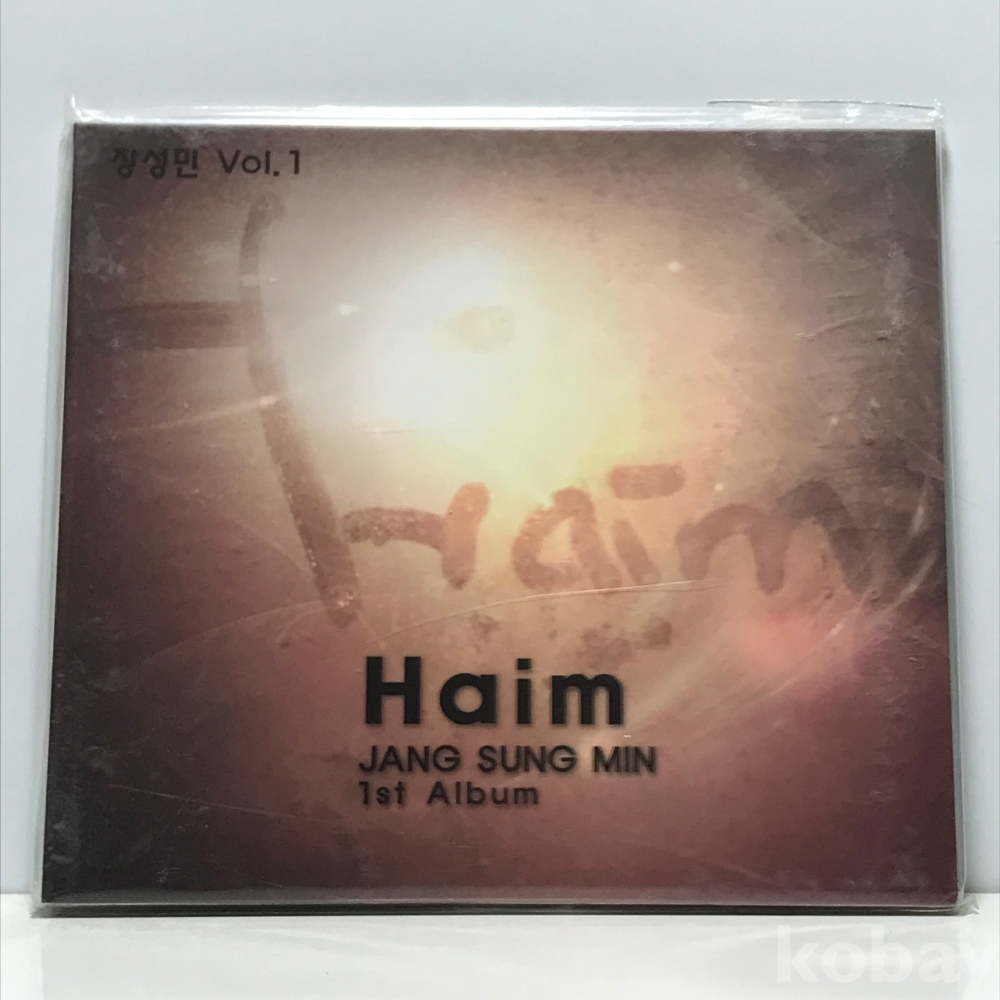 장성민 Vol.1
Haim
Haim
JANG SUNG MIN
1st Album
kobay